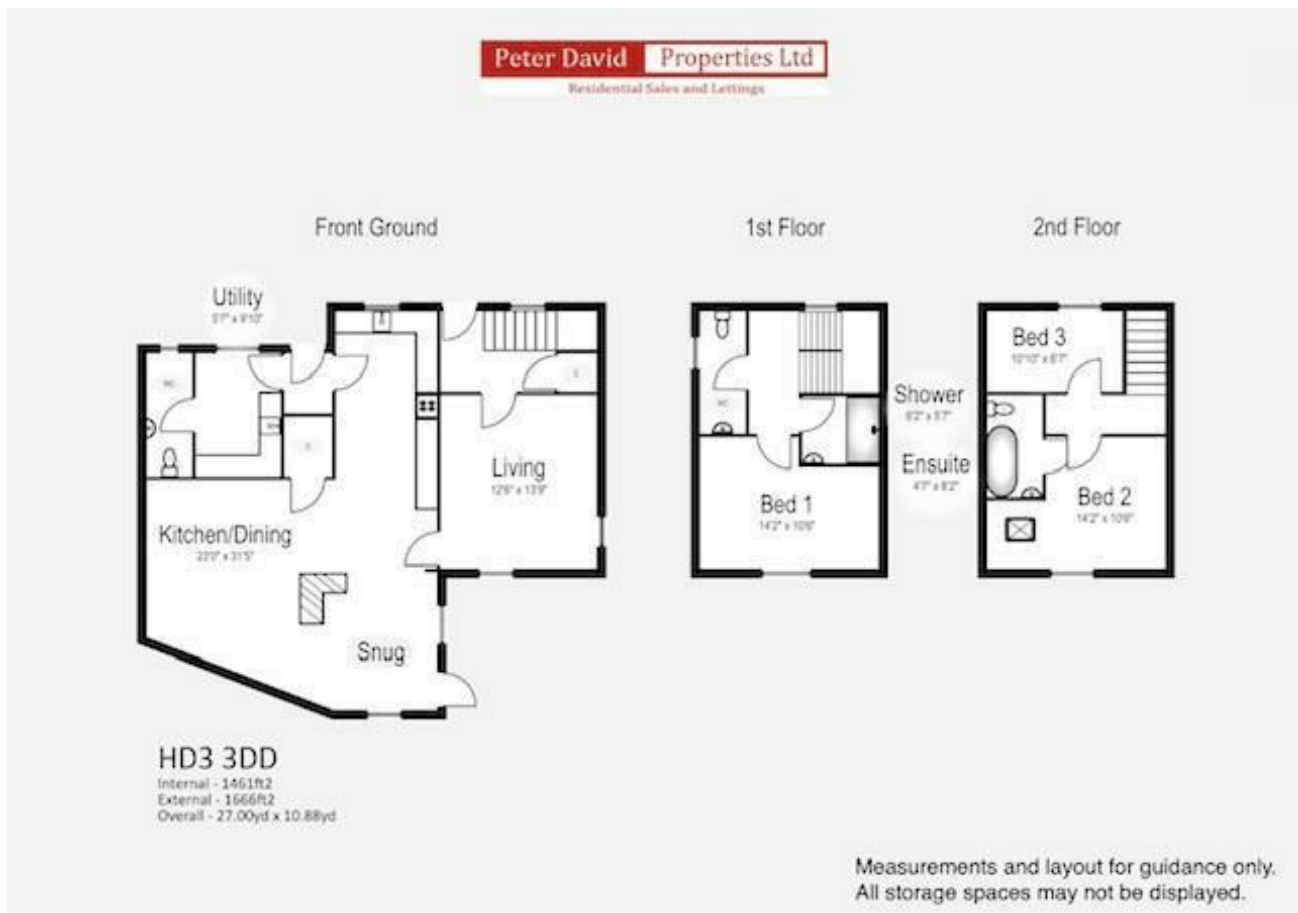 Peter David Properties Ltd
Residential Sales and Lettings
Front Ground
1st Floor
2nd Floor
Utility
5'7" x 9'10"
WC
Kitchen/Dining
22'0" x 31'5"
Living
12'6" x 13'9"
Snug
WC
Bed 1
14'2" x 10'6"
Shower
6'2" x 5'7"
Ensuite
4'7" x 8'2"
Bed 3
10'10" x 6'7"
Bed 2
14'2" x 10'6"
HD3 3DD
Internal - 1461ft2
External - 1666ft2
Overall - 27.00yd x 10.88yd
Measurements and layout for guidance only.
All storage spaces may not be displayed.